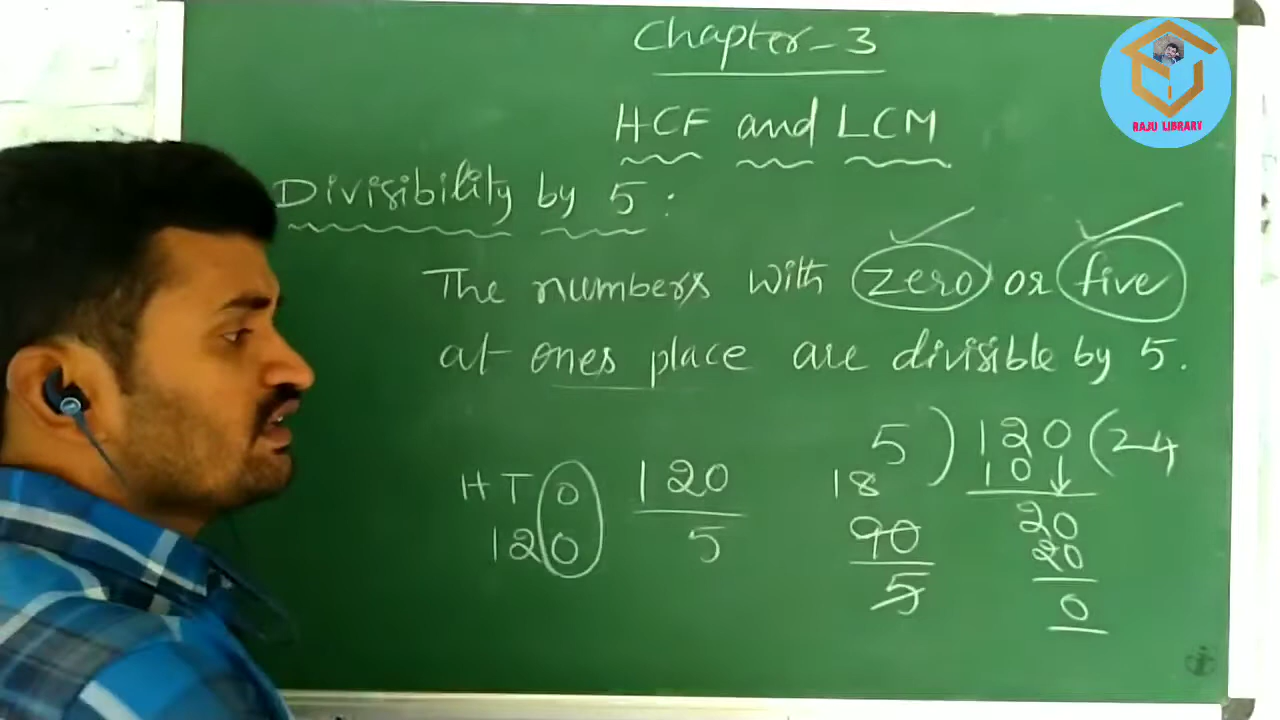 Chapter-3
HCF and LCM
Divisibility by 5:
The numbers with zero or five
at ones place are divisible by 5.
H T O
120
120
5
18
90
5
5) 120 (24
10
20
20
0
RAJU LIBRARY